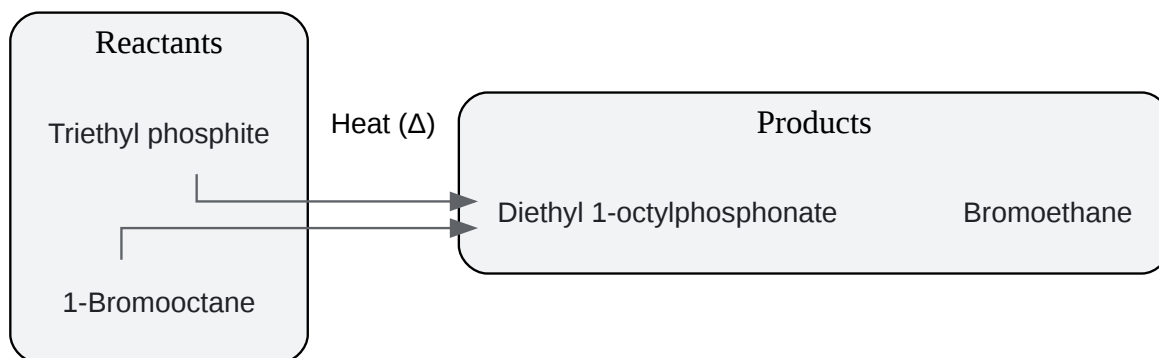 Reactants
Triethyl phosphite
1-Bromooctane
Heat (Δ)
Products
Diethyl 1-octylphosphonate
Bromoethane